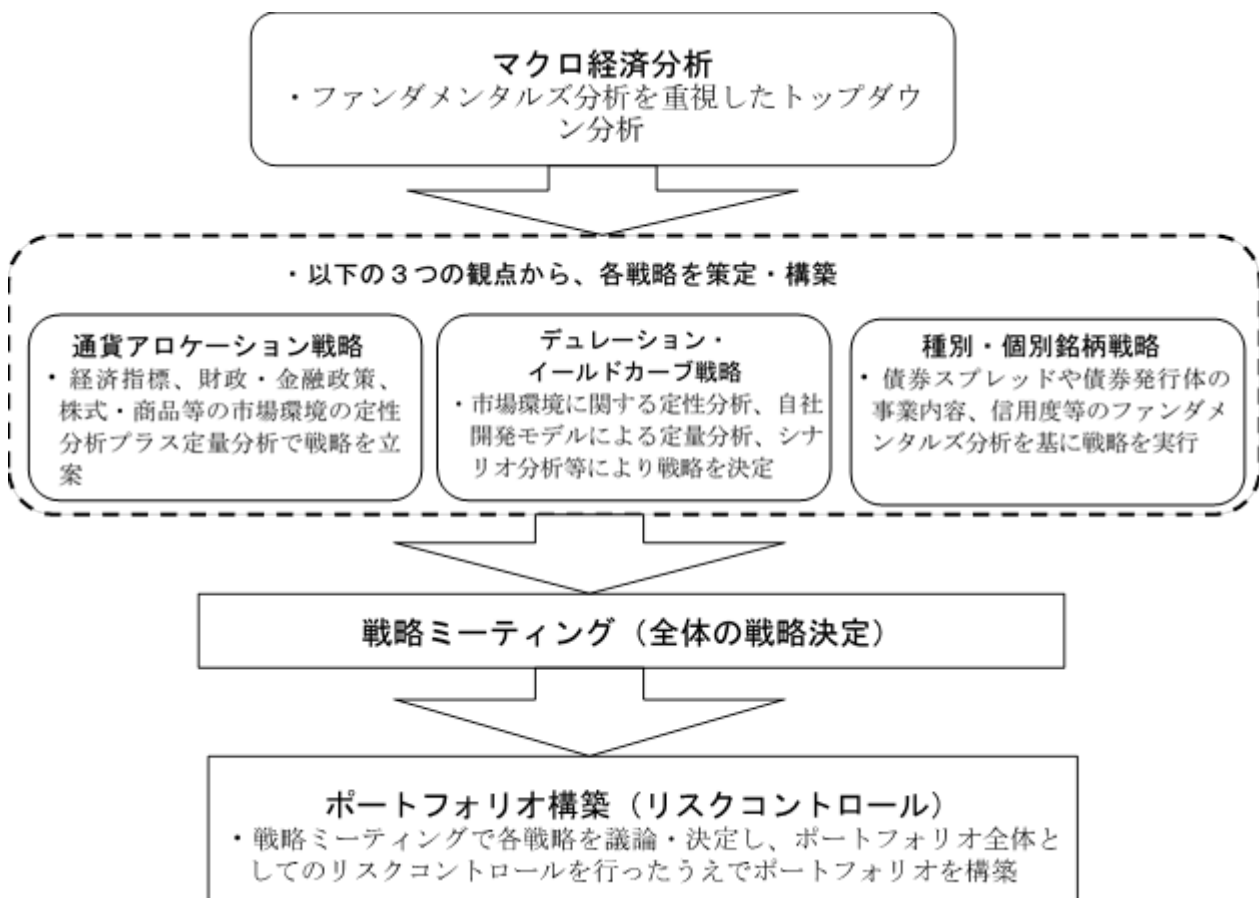 マクロ経済分析
・ファンダメンタルズ分析を重視したトップダウ
ン分析
・以下の３つの観点から、各戦略を策定・構築
通貨アロケーション戦略
・経済指標、財政・金融政策、
株式・商品等の市場環境の定性
分析プラス定量分析で戦略を立
案
デュレーション・
イールドカーブ戦略
・市場環境に関する定性分析、自社
開発モデルによる定量分析、シナ
リオ分析等により戦略を決定
種別・個別銘柄戦略
・債券スプレッドや債券発行体の
事業内容、信用度等のファンダメ
ンタルズ分析を基に戦略を実行
戦略ミーティング（全体の戦略決定）
ポートフォリオ構築（リスクコントロール）
・戦略ミーティングで各戦略を議論・決定し、ポートフォリオ全体と
してのリスクコントロールを行ったうえでポートフォリオを構築